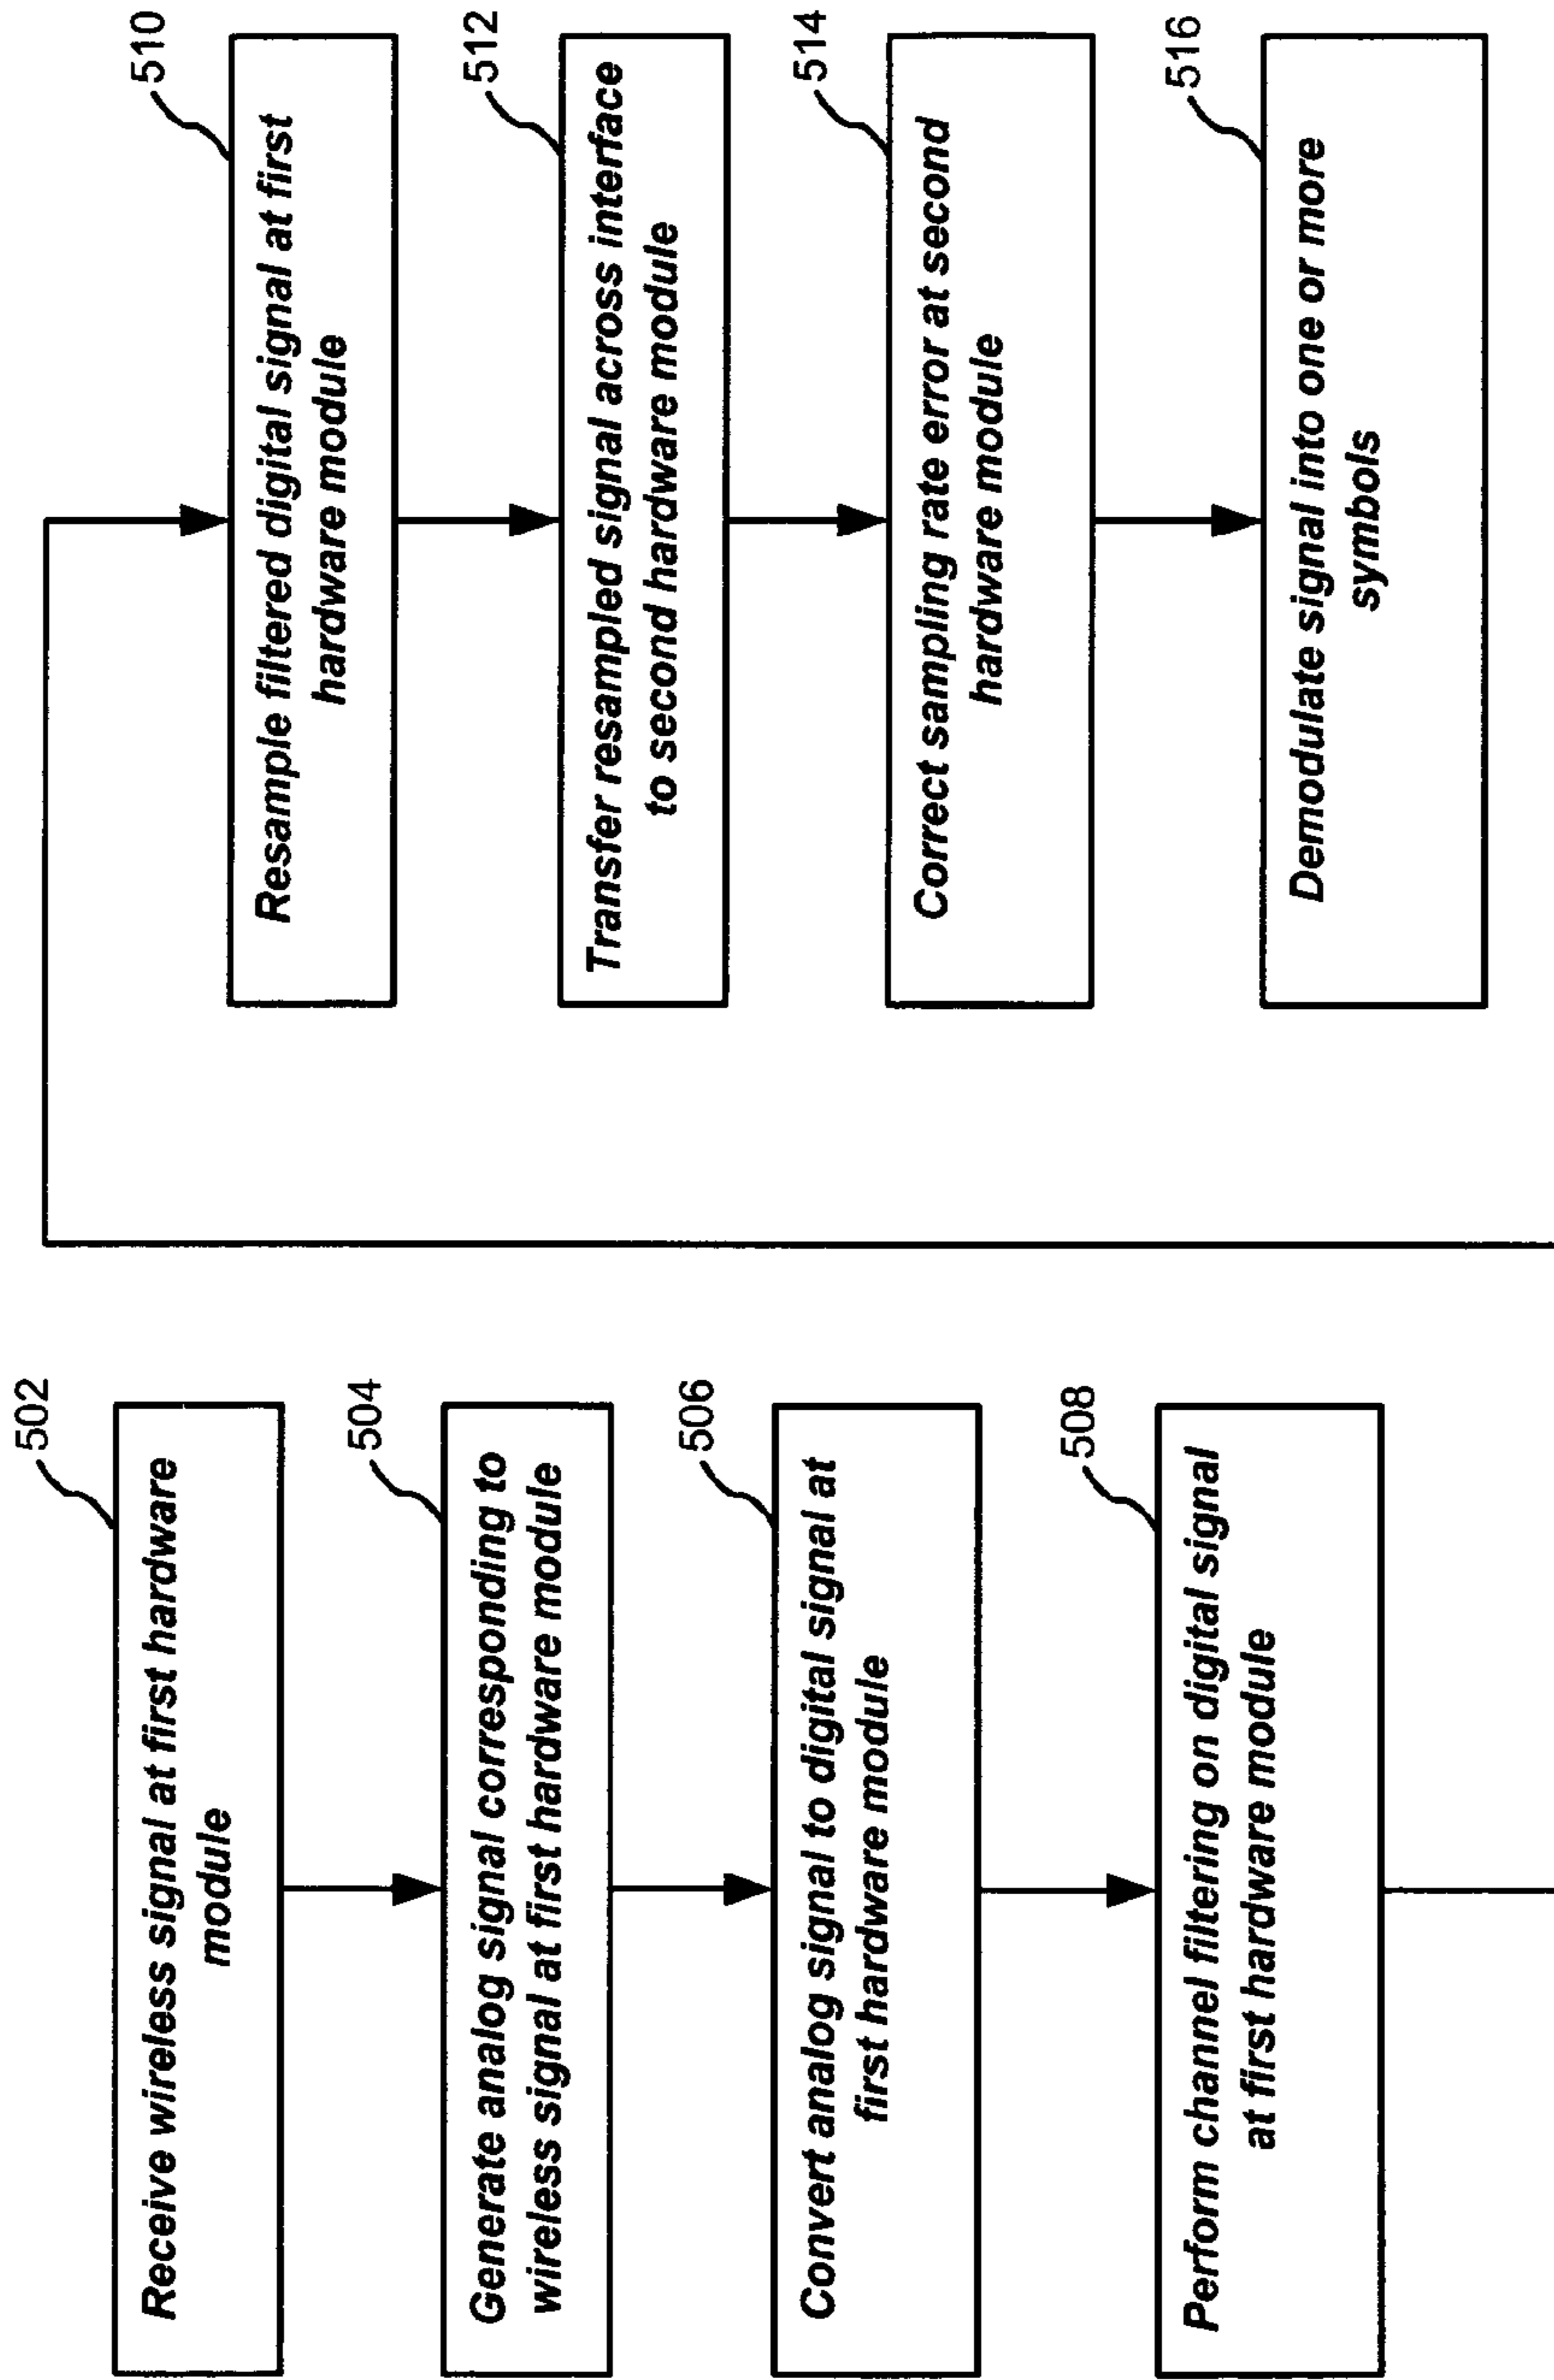 502
Receive wireless signal at first hardware
module
504
Generate analog signal corresponding to
wireless signal at first hardware module
506
Convert analog signal to digital signal at
first hardware module
508
Perform channel filtering on digital signal
at first hardware module
510
Resample filtered digital signal at first
hardware module
512
Transfer resampled signal across interface
to second hardware module
514
Correct sampling rate error at second
hardware module
516
Demodulate signal into one or more
symbols